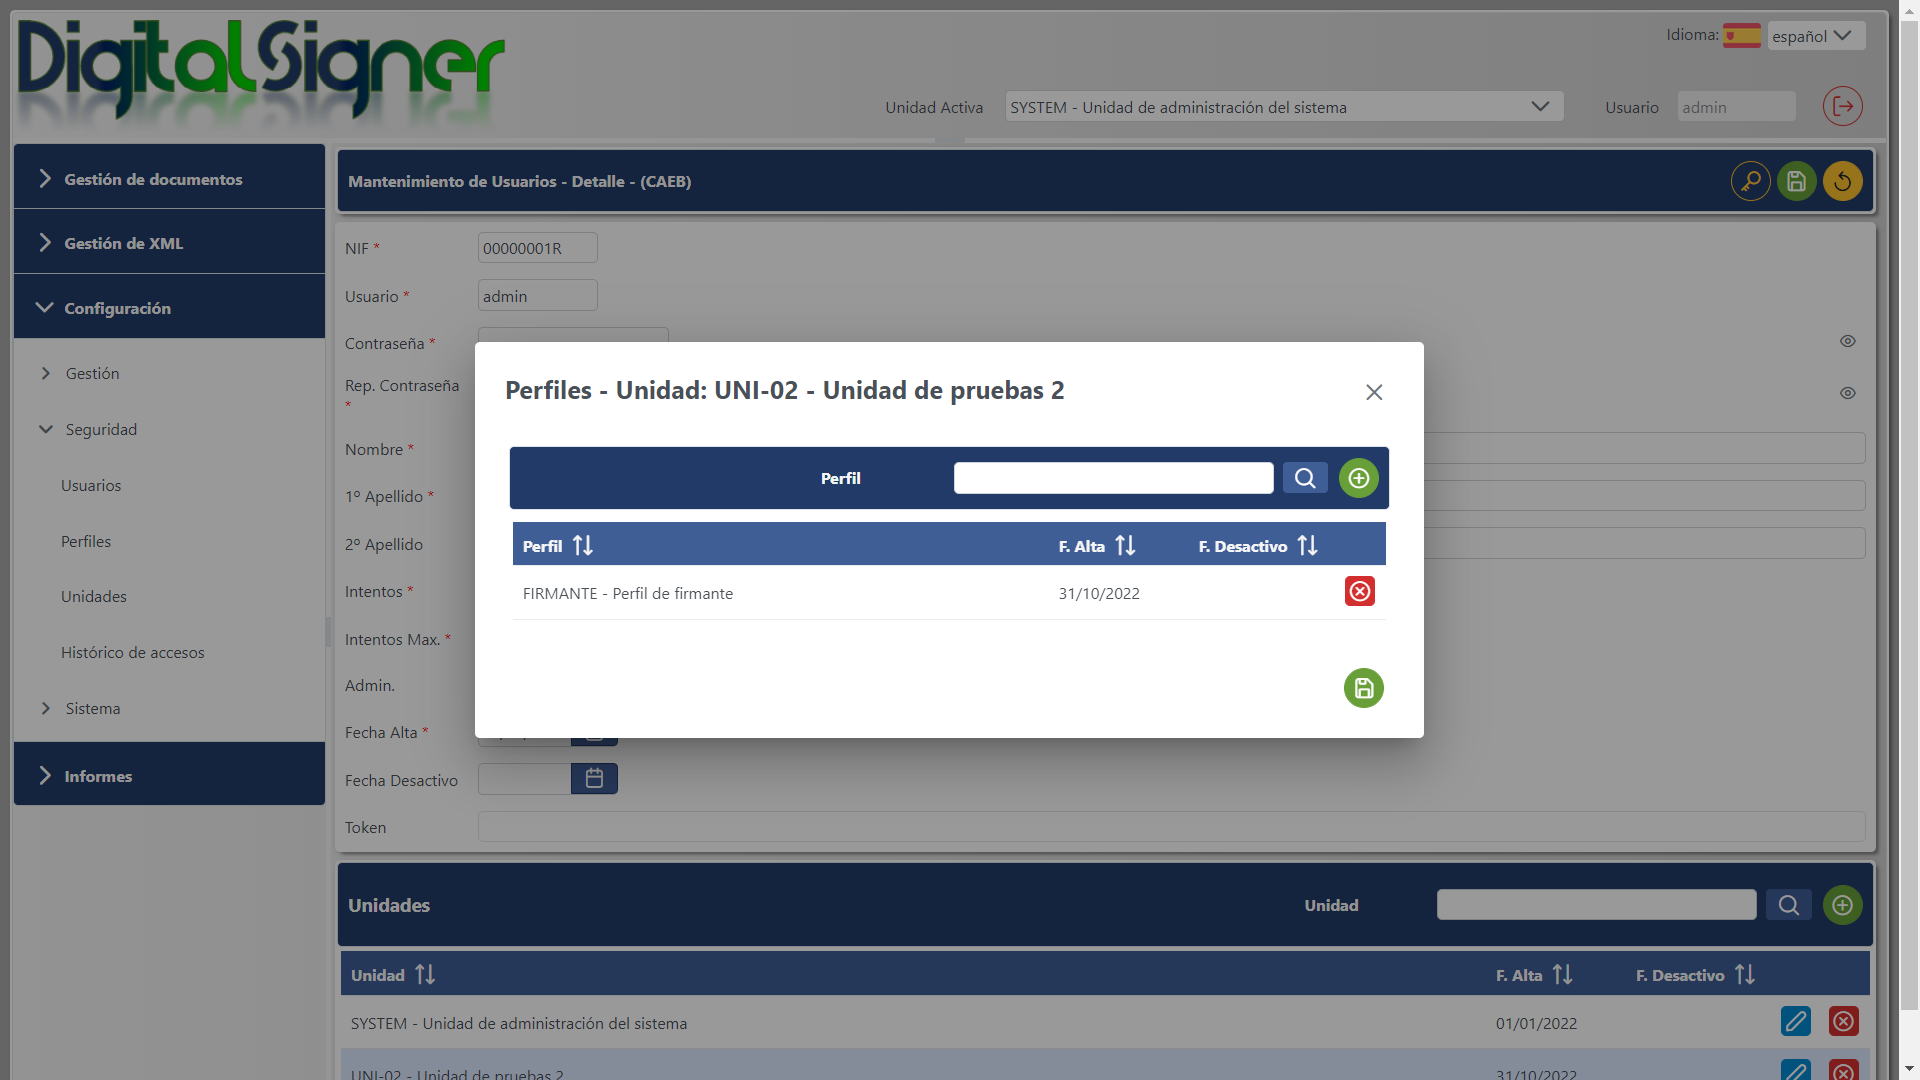 DigitalSigner
Idioma: español
Unidad Activa SYSTEM - Unidad de administración del sistema Usuario admin
Gestión de documentos
Gestión de XML
Configuración
Gestión
Seguridad
Usuarios
Perfiles
Unidades
Histórico de accesos
Sistema
Informes
Mantenimiento de Usuarios - Detalle - (CAEB)
NIF * 00000001R
Usuario * admin
Contraseña *
Rep. Contraseña
*
Nombre *
1º Apellido *
2º Apellido
Intentos *
Intentos Max. *
Admin.
Fecha Alta *
Fecha Desactivo
Token
Perfiles - Unidad: UNI-02 - Unidad de pruebas 2
Perfil
Perfil F. Alta F. Desactivo
FIRMANTE - Perfil de firmante 31/10/2022
Unidades Unidad
Unidad F. Alta F. Desactivo
SYSTEM - Unidad de administración del sistema 01/01/2022
UNI-02 - Unidad de pruebas 2 31/10/2022